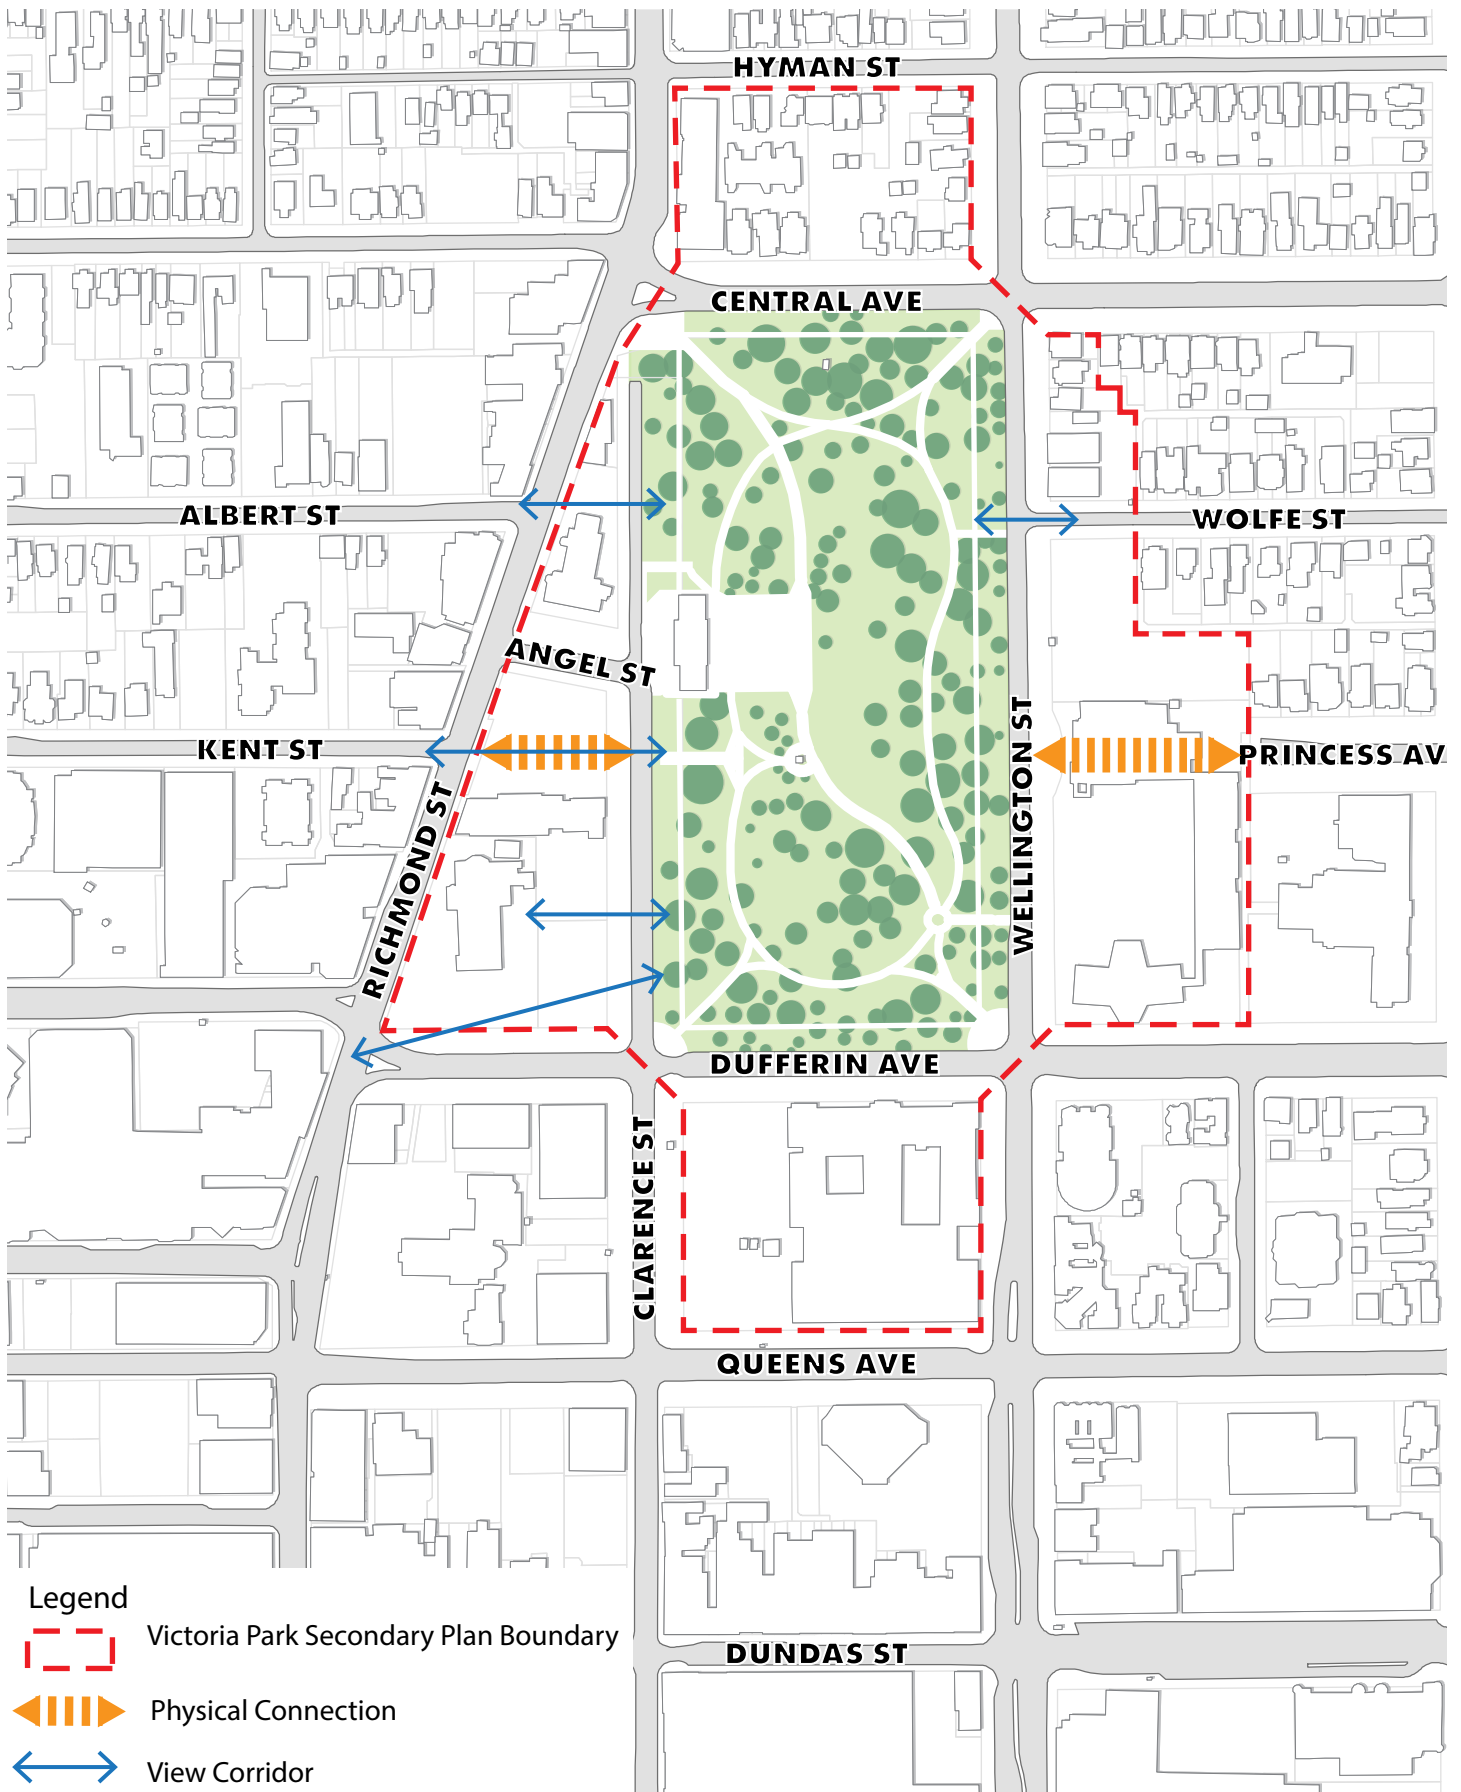 HYMAN ST
CENTRAL AVE
ALBERT ST
WOLFE ST
ANGEL ST
KENT ST
PRINCESS AV
RICHMOND ST
WELLINGTON ST
DUFFERIN AVE
CLARENCE ST
QUEENS AVE
DUNDAS ST
Legend
Victoria Park Secondary Plan Boundary
Physical Connection
View Corridor